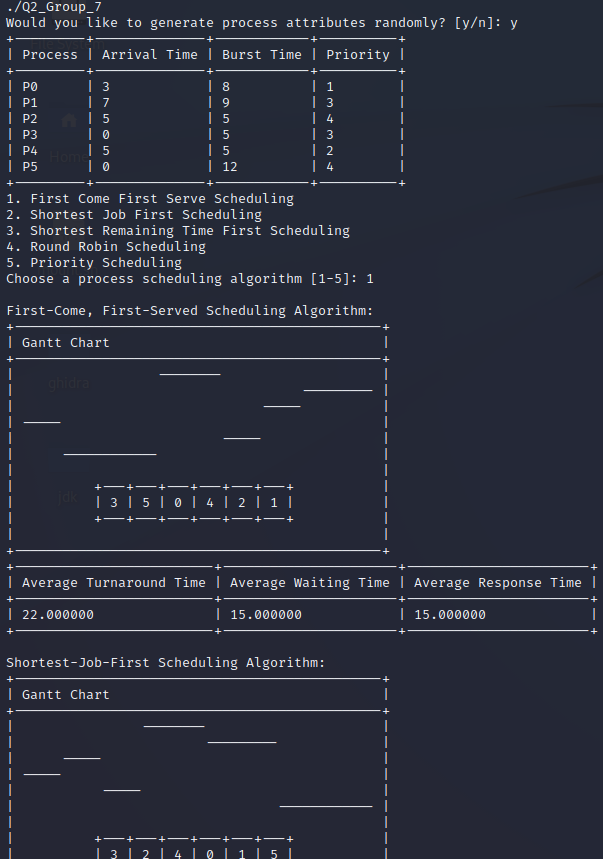 ./Q2_Group_7
Would you like to generate process attributes randomly? [y/n]: y
| Process | Arrival Time | Burst Time | Priority |
| P0 | 3 | 8 | 1 |
| P1 | 7 | 9 | 3 |
| P2 | 5 | 5 | 4 |
| P3 | 0 | 5 | 3 |
| P4 | 5 | 5 | 2 |
| P5 | 0 | 12 | 4 |
1. First Come First Serve Scheduling
2. Shortest Job First Scheduling
3. Shortest Remaining Time First Scheduling
4. Round Robin Scheduling
5. Priority Scheduling
Choose a process scheduling algorithm [1-5]: 1
First-Come, First-Served Scheduling Algorithm:
| Gantt Chart |
ghidra
jdk
| 3 | 5 | 0 | 4 | 2 | 1 |
| Average Turnaround Time | Average Waiting Time | Average Response Time |
| 22.000000 | 15.000000 | 15.000000 |
Shortest-Job-First Scheduling Algorithm:
| Gantt Chart |
| 3 | 2 | 4 | 0 | 1 | 5 |